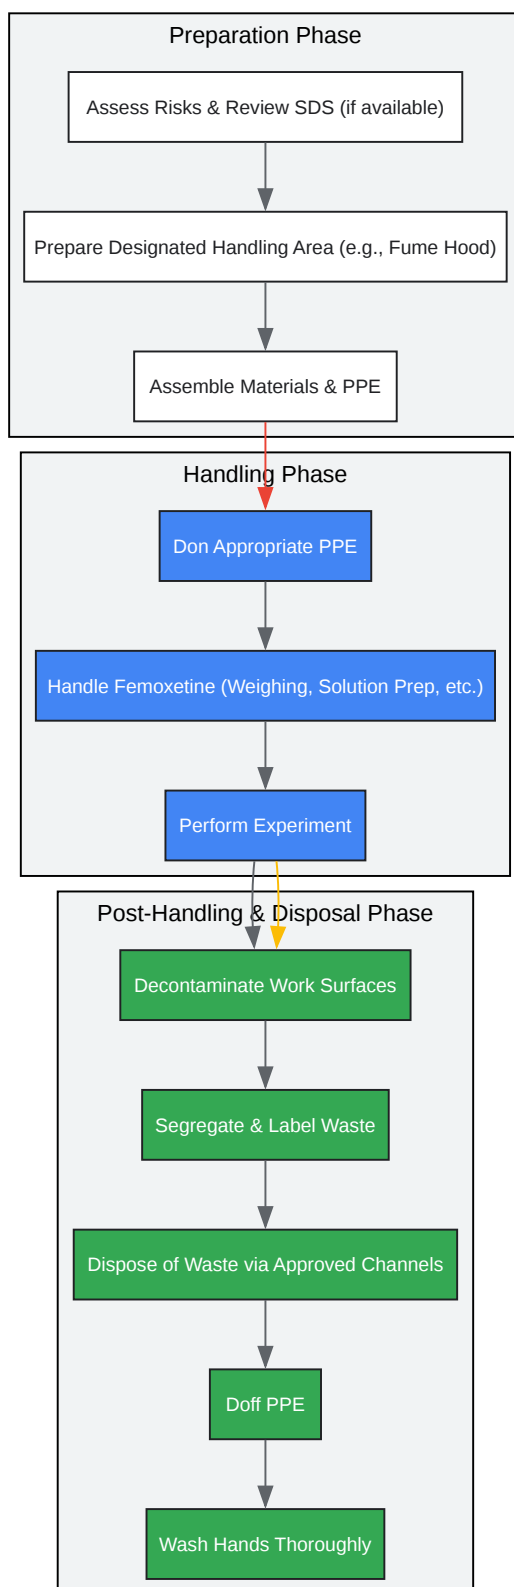 Preparation Phase
Assess Risks & Review SDS (if available)
Prepare Designated Handling Area (e.g., Fume Hood)
Assemble Materials & PPE
Handling Phase
Don Appropriate PPE
Handle Femoxetine (Weighing, Solution Prep, etc.)
Perform Experiment
Post-Handling & Disposal Phase
Decontaminate Work Surfaces
Segregate & Label Waste
Dispose of Waste via Approved Channels
Doff PPE
Wash Hands Thoroughly